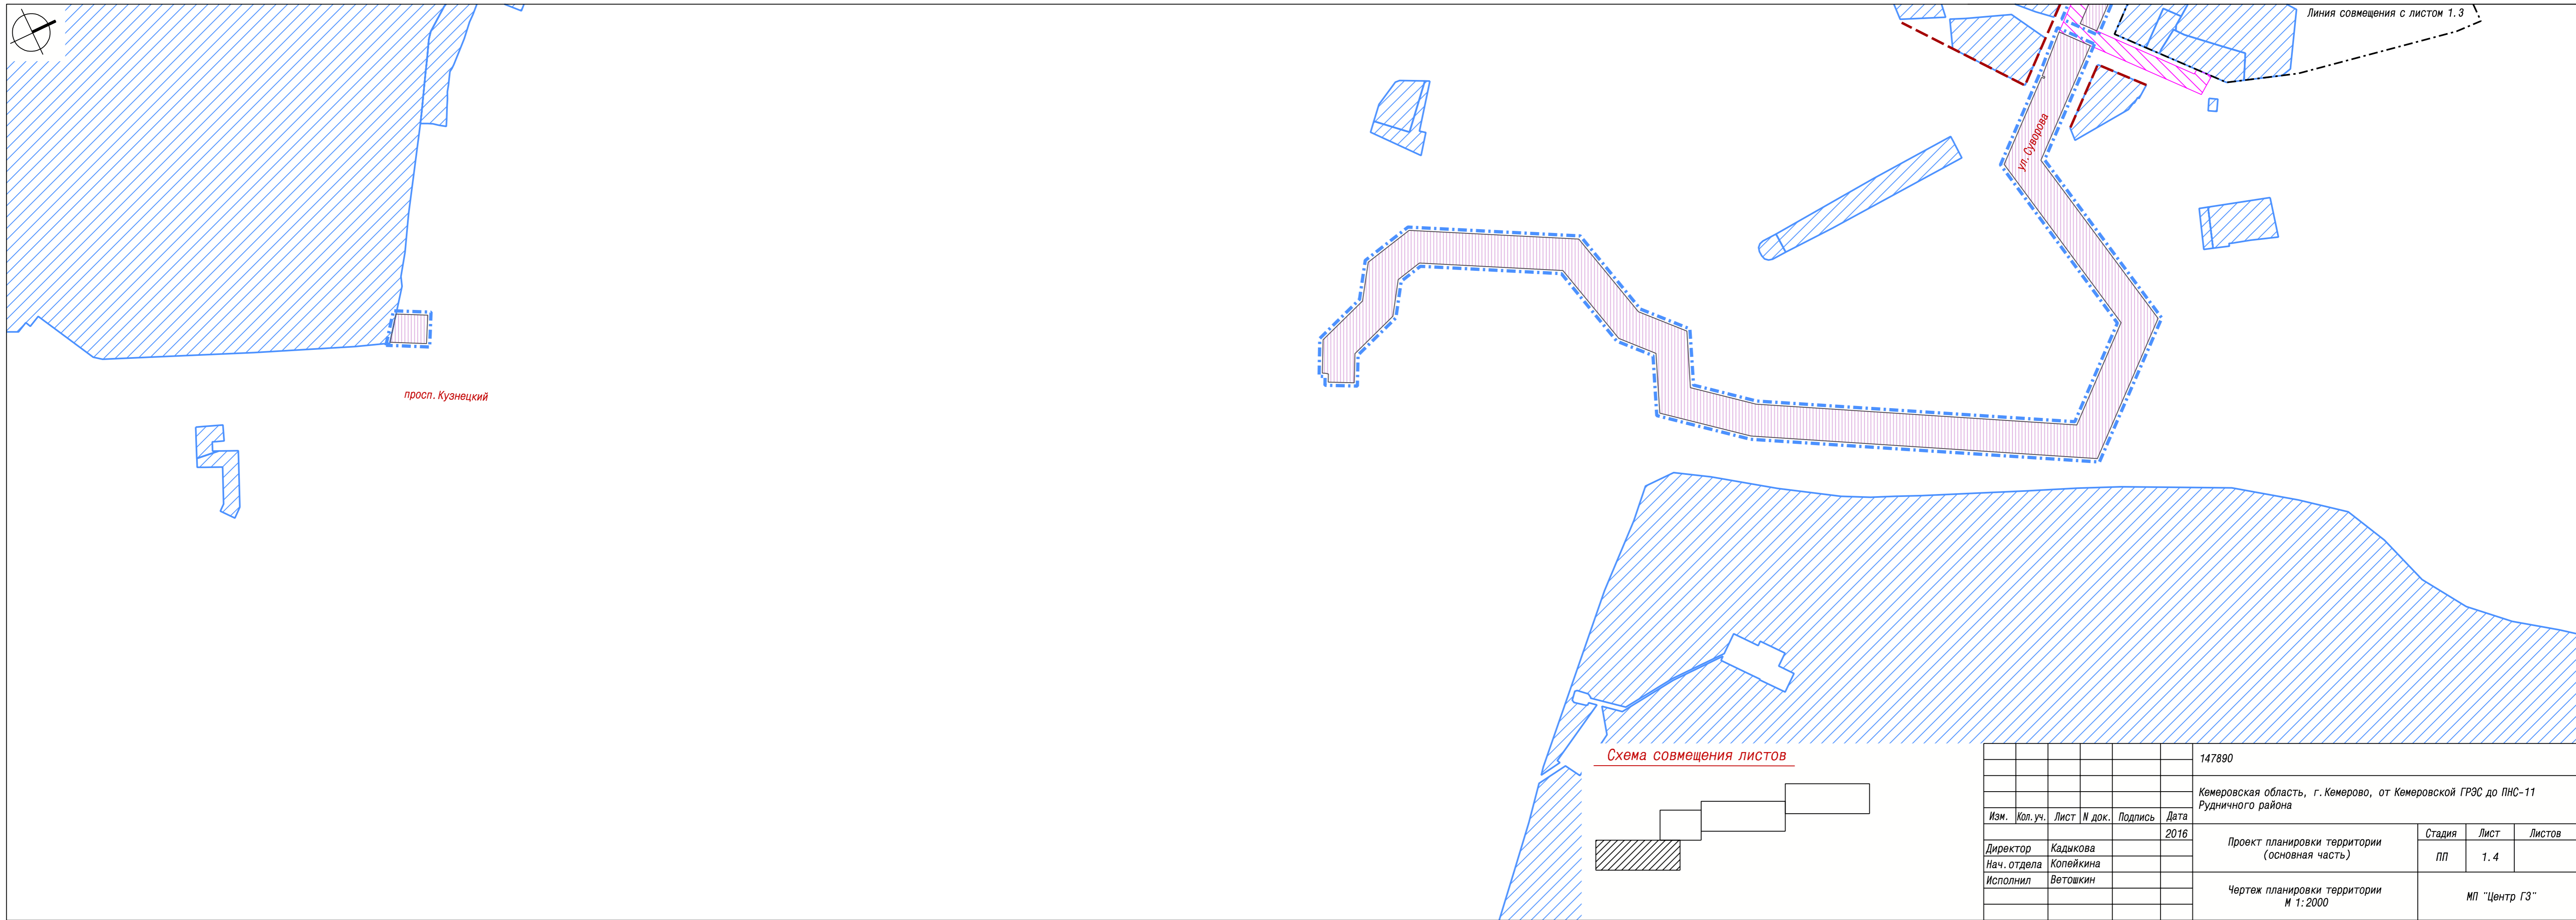 Линия совмещения с листом 1.3
ул. Суворова
просп. Кузнецкий
Схема совмещения листов
147890
Кемеровская область, г. Кемерово, от Кемеровской ГРЭС до ПНС-11
Рудничного района
Изм. Кол.уч. Лист N док. Подпись Дата
2016
Проект планировки территории
(основная часть)
Стадия Лист Листов
ПП 1.4
Директор Кадыкова
Нач. отдела Копейкина
Исполнил Ветошкин
Чертеж планировки территории
М 1:2000
МП "Центр ГЗ"